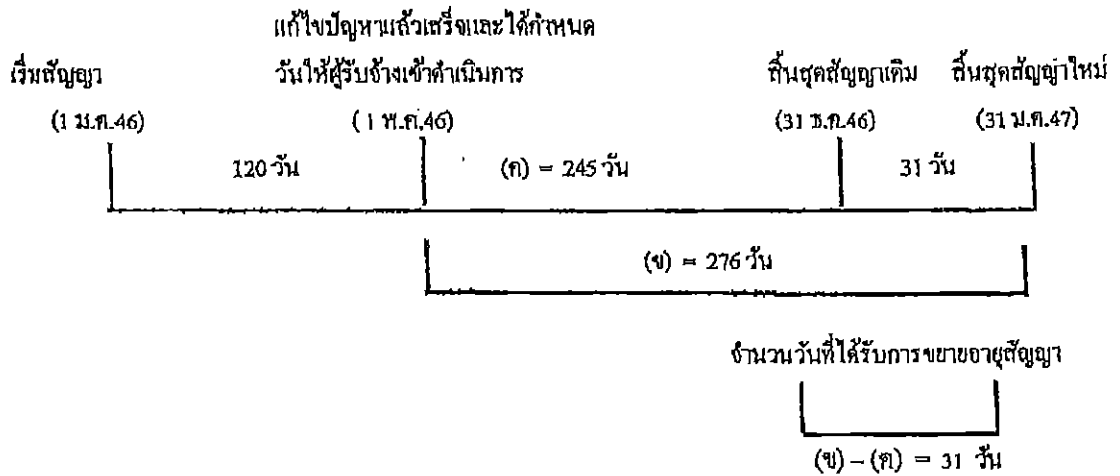 แก้ไขปัญหาแล้วเสร็จและได้กำหนด
เริ่มสัญญา วันให้ผู้รับจ้างเข้าดำเนินการ สิ้นสุดสัญญาเดิม สิ้นสุดสัญญาใหม่
(1 ม.ค.46) (1 พ.ค.46) (31 ธ.ค.46) (31 ม.ค.47)
120 วัน (ค) = 245 วัน 31 วัน
(ข) = 276 วัน
จำนวนวันที่ได้รับการขยายอายุสัญญา
(ข) – (ค) = 31 วัน